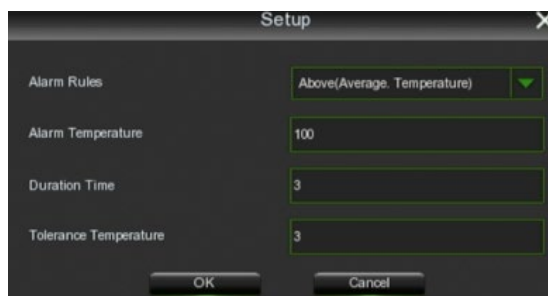 Setup
Alarm Rules Above(Average. Temperature)
Alarm Temperature 100
Duration Time 3
Tolerance Temperature 3
OK Cancel